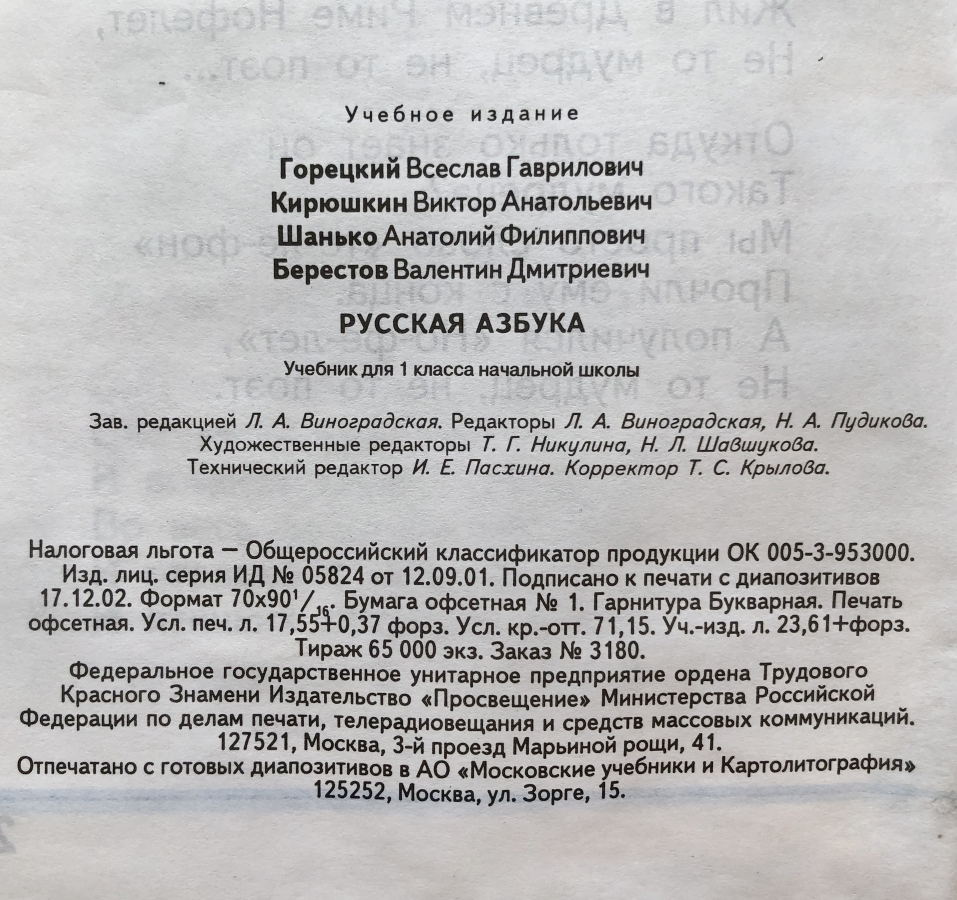 Учебное издание
Горецкий Всеслав Гаврилович
Кирюшкин Виктор Анатольевич
Шанько Анатолий Филиппович
Берестов Валентин Дмитриевич
РУССКАЯ АЗБУКА
Учебник для 1 класса начальной школы
Зав. редакцией Л. А. Виноградская. Редакторы Л. А. Виноградская, Н. А. Пудикова.
Художественные редакторы Т. Г. Никулина, Н. Л. Шавшукова.
Технический редактор И. Е. Пасхина. Корректор Т. С. Крылова.
Налоговая льгота — Общероссийский классификатор продукции ОК 005-3-953000.
Изд. лиц. серия ИД № 05824 от 12.09.01. Подписано к печати с диапозитивов
17.12.02. Формат 70х90¹/₁₆. Бумага офсетная № 1. Гарнитура Букварная. Печать
офсетная. Усл. печ. л. 17,55+0,37 форз. Усл. кр.-отт. 71,15. Уч.-изд. л. 23,61+форз.
Тираж 65 000 экз. Заказ № 3180.
Федеральное государственное унитарное предприятие ордена Трудового
Красного Знамени Издательство «Просвещение» Министерства Российской
Федерации по делам печати, телерадиовещания и средств массовых коммуникаций.
127521, Москва, 3-й проезд Марьиной рощи, 41.
Отпечатано с готовых диапозитивов в АО «Московские учебники и Картолитография»
125252, Москва, ул. Зорге, 15.